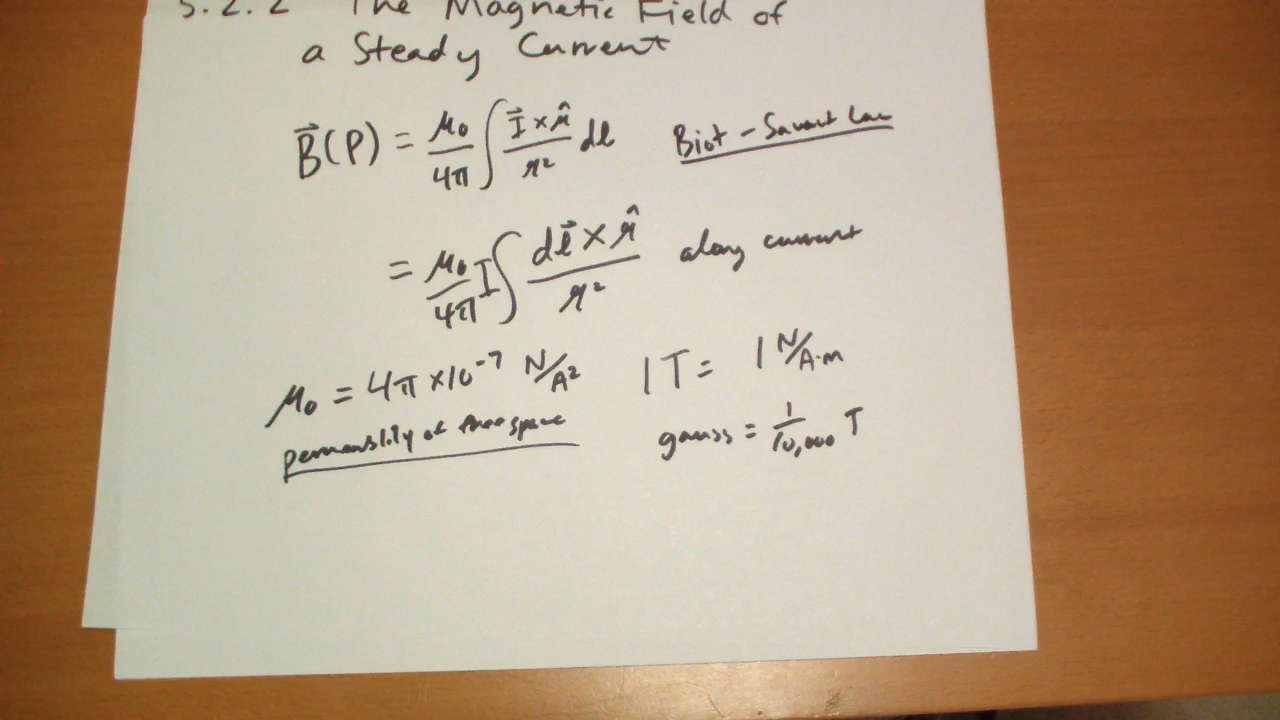 5.2.2 The Magnetic Field of
a Steady Current
B⃗(P) = μ₀/4π ∫ I⃗ × r̂/r² dl Biot - Savart Law
= μ₀/4π I ∫ dl⃗ × r̂/r² along current
μ₀ = 4π × 10⁻⁷ N/A² 1 T = 1 N/A·m
permeability of free space gauss = 1/10,000 T